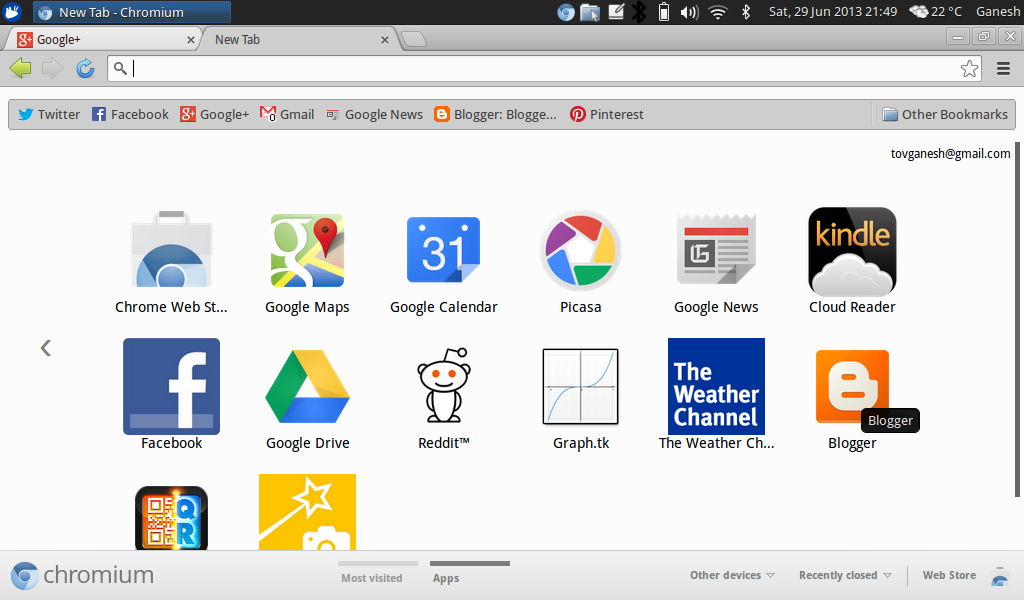 New Tab - Chromium
Sat, 29 Jun 2013 21:49 22 °C Ganesh
Google+ New Tab
Twitter Facebook Google+ Gmail Google News Blogger: Blogge... Pinterest Other Bookmarks
tovganesh@gmail.com
31
kindle
Chrome Web St... Google Maps Google Calendar Picasa Google News Cloud Reader
The
Weather
Channel
Blogger
Facebook Google Drive Reddit™ Graph.tk The Weather Ch... Blogger
QR
chromium
Most visited Apps Other devices Recently closed Web Store